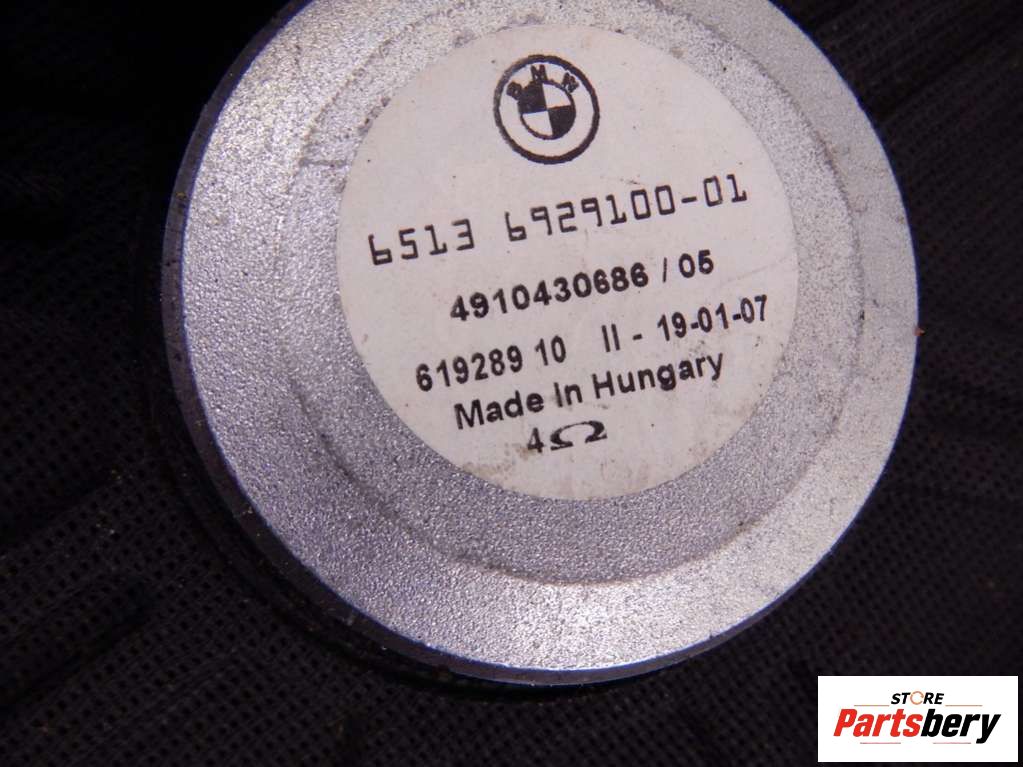 BMW
6513 6929100-01
4910430686 / 05
619289 10 II - 19-01-07
Made In Hungary
4Ω
STORE
Partsbery